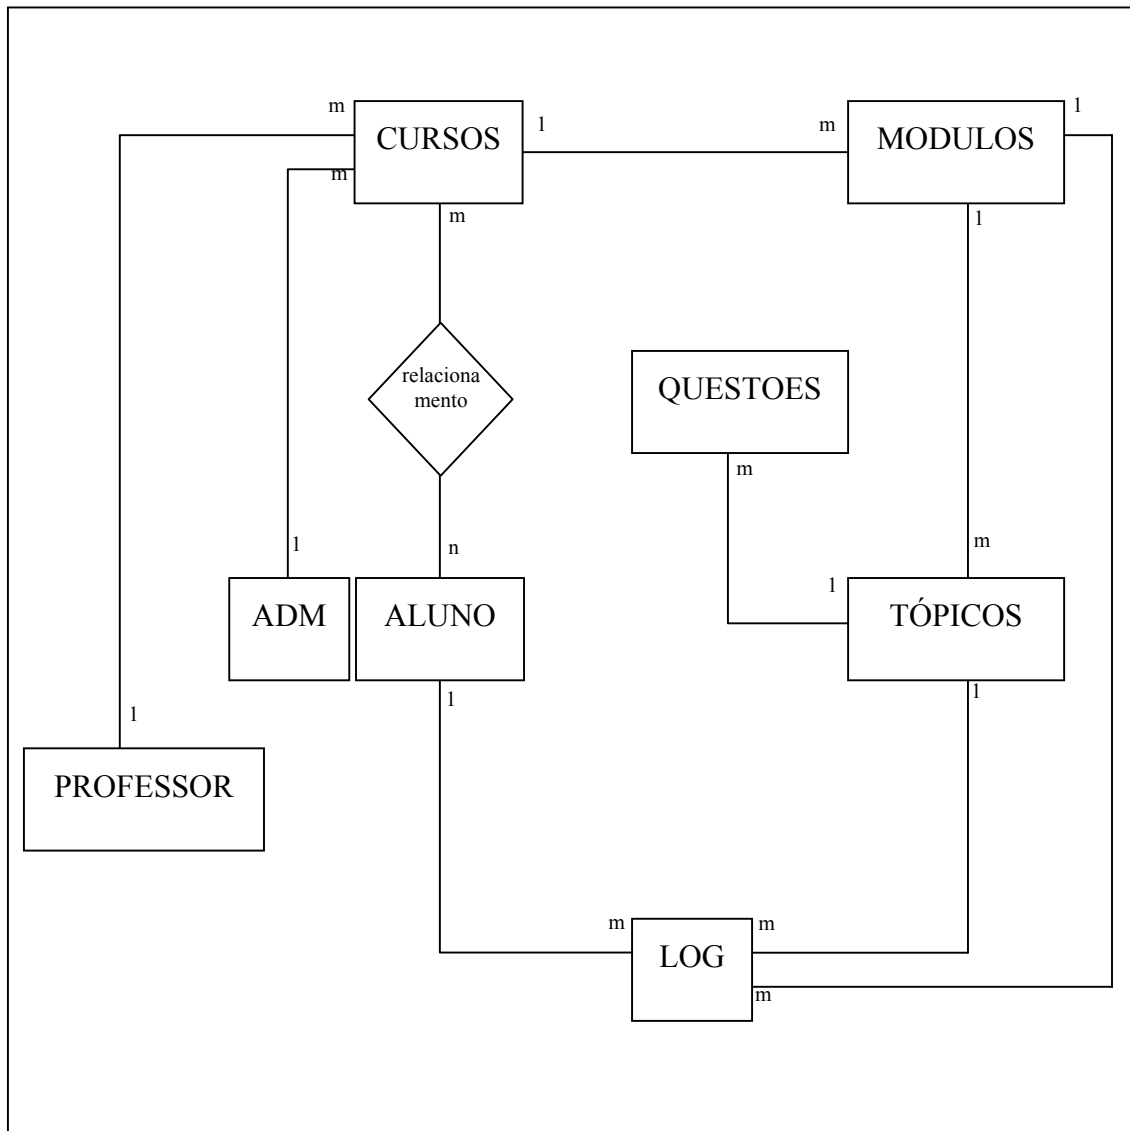 m
CURSOS
l
m
MODULOS
l
m
m
l
relaciona
mento
QUESTOES
m
l
n
m
l
ADM
ALUNO
TÓPICOS
l
l
l
PROFESSOR
m
m
LOG
m